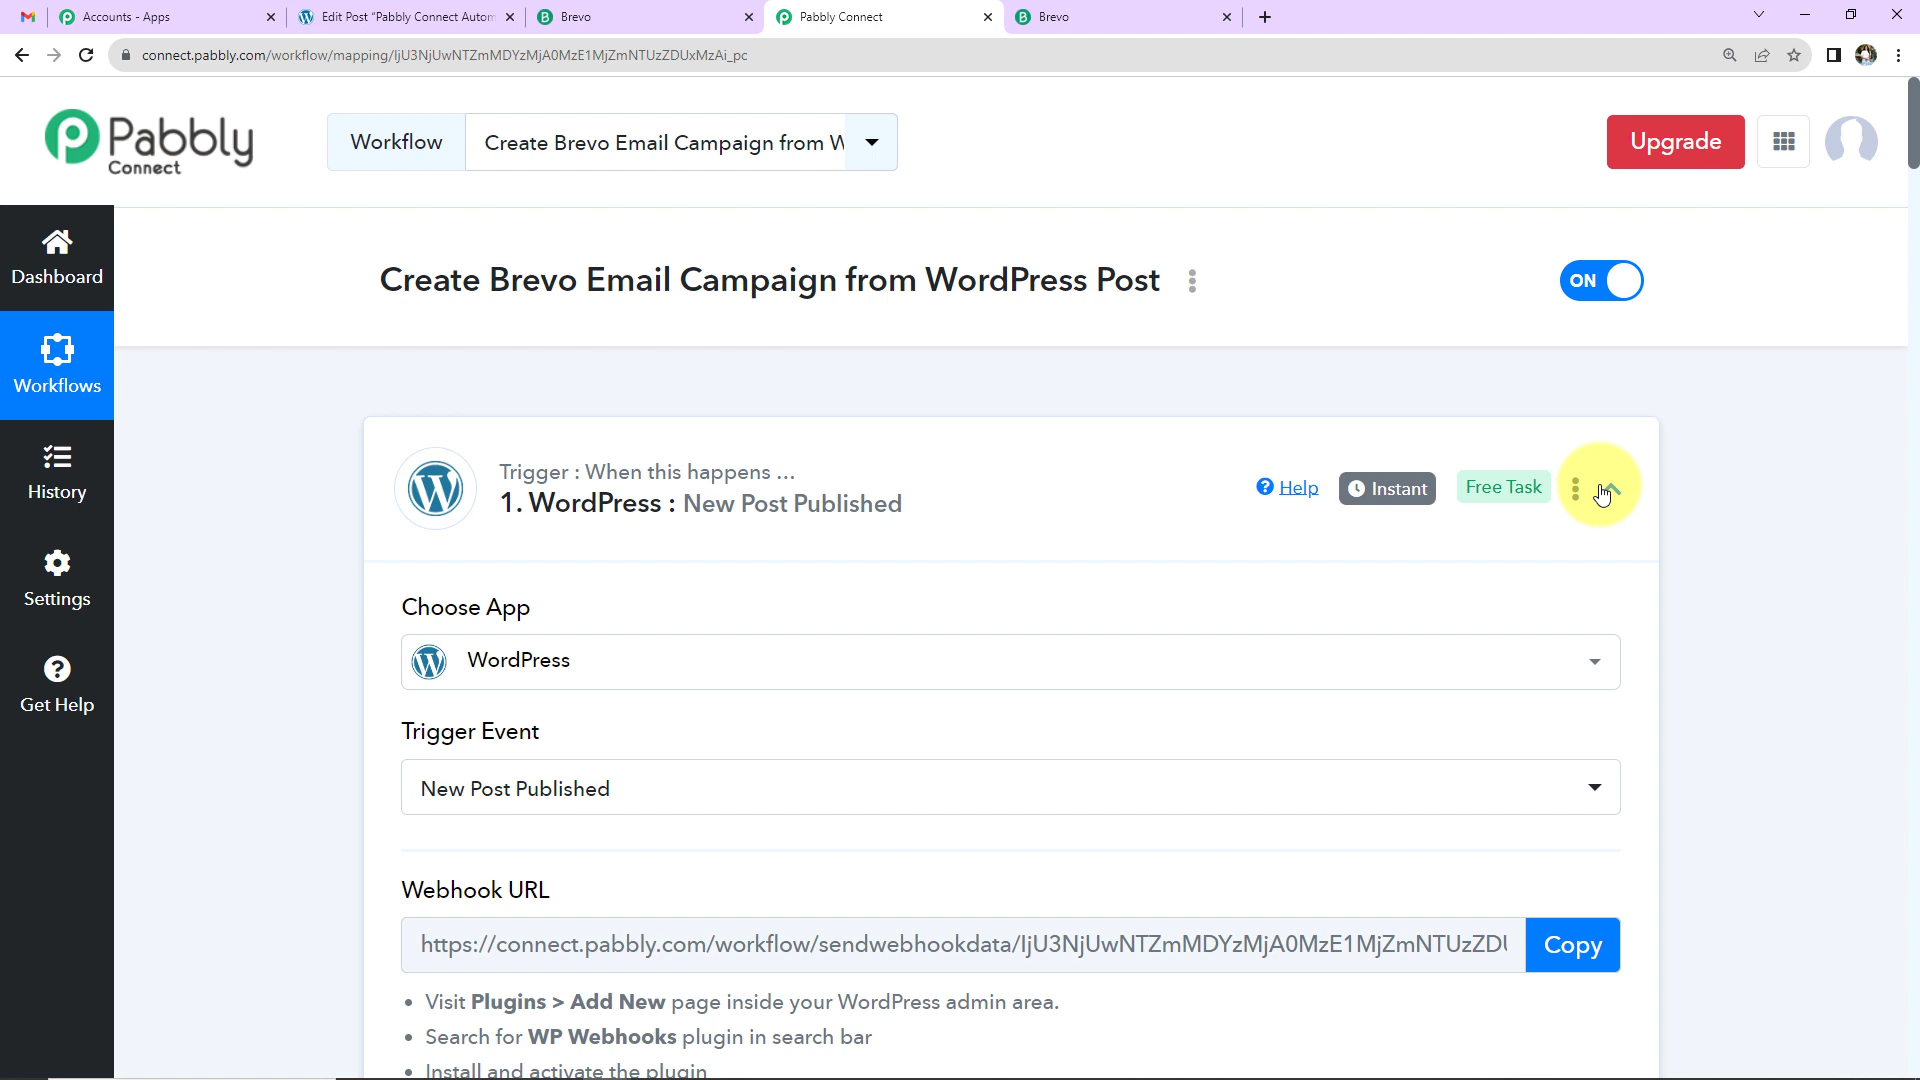 Accounts - Apps
Edit Post "Pabbly Connect Autom
Brevo
Pabbly Connect
Brevo
connect.pabbly.com/workflow/mapping/IjU3NjUwNTZmMDYzMjA0MzE1MjZmNTUzZDUxMzAi_pc
Pabbly
Connect
Workflow
Create Brevo Email Campaign from W
Upgrade
Dashboard
Workflows
History
Settings
Get Help
Create Brevo Email Campaign from WordPress Post
ON
Trigger : When this happens ...
1. WordPress : New Post Published
Help
Instant
Free Task
Choose App
WordPress
Trigger Event
New Post Published
Webhook URL
https://connect.pabbly.com/workflow/sendwebhookdata/IjU3NjUwNTZmMDYzMjA0MzE1MjZmNTUzZDU
Copy
• Visit Plugins > Add New page inside your WordPress admin area.
• Search for WP Webhooks plugin in search bar
• Install and activate the plugin